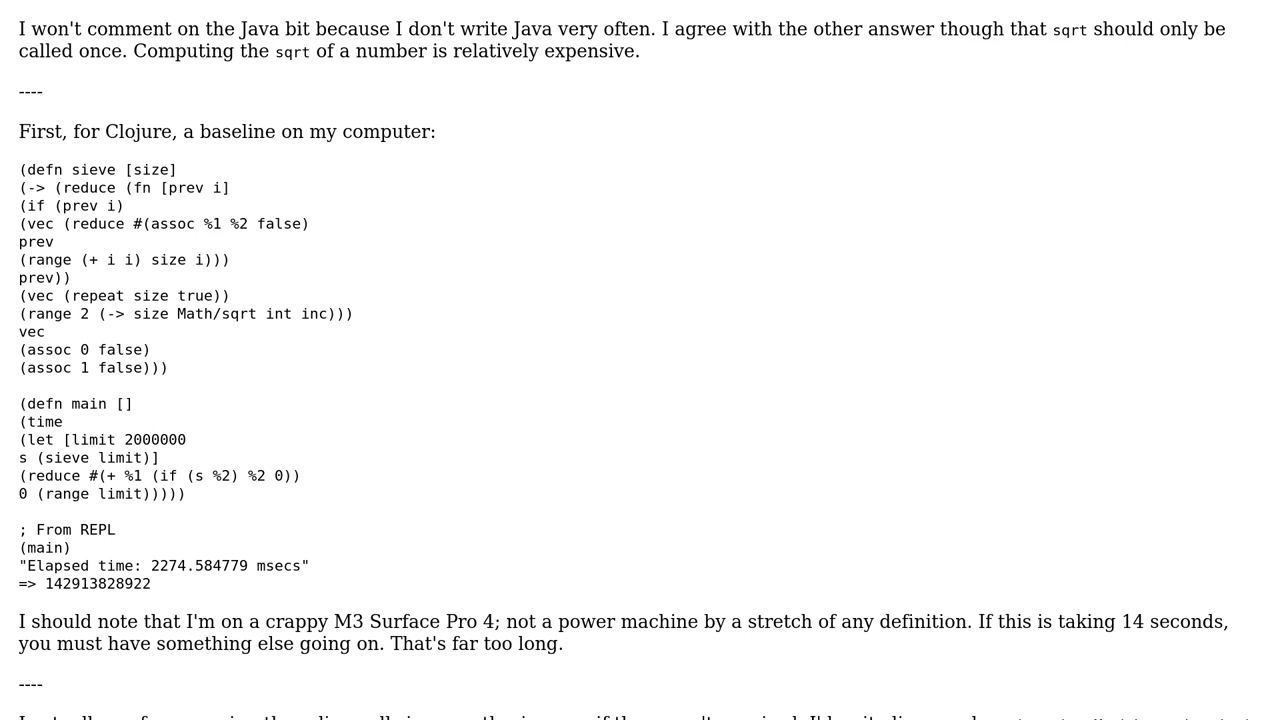 I won't comment on the Java bit because I don't write Java very often. I agree with the other answer though that sqrt should only be
called once. Computing the sqrt of a number is relatively expensive.
----
First, for Clojure, a baseline on my computer:
(defn sieve [size]
(-> (reduce (fn [prev i]
(if (prev i)
(vec (reduce #(assoc %1 %2 false)
prev
(range (+ i i) size i)))
prev))
(vec (repeat size true))
(range 2 (-> size Math/sqrt int inc)))
vec
(assoc 0 false)
(assoc 1 false)))
(defn main []
(time
(let [limit 2000000
s (sieve limit)]
(reduce #(+ %1 (if (s %2) %2 0))
0 (range limit)))))
; From REPL
(main)
"Elapsed time: 2274.584779 msecs"
=> 142913828922
I should note that I'm on a crappy M3 Surface Pro 4; not a power machine by a stretch of any definition. If this is taking 14 seconds,
you must have something else going on. That's far too long.
----